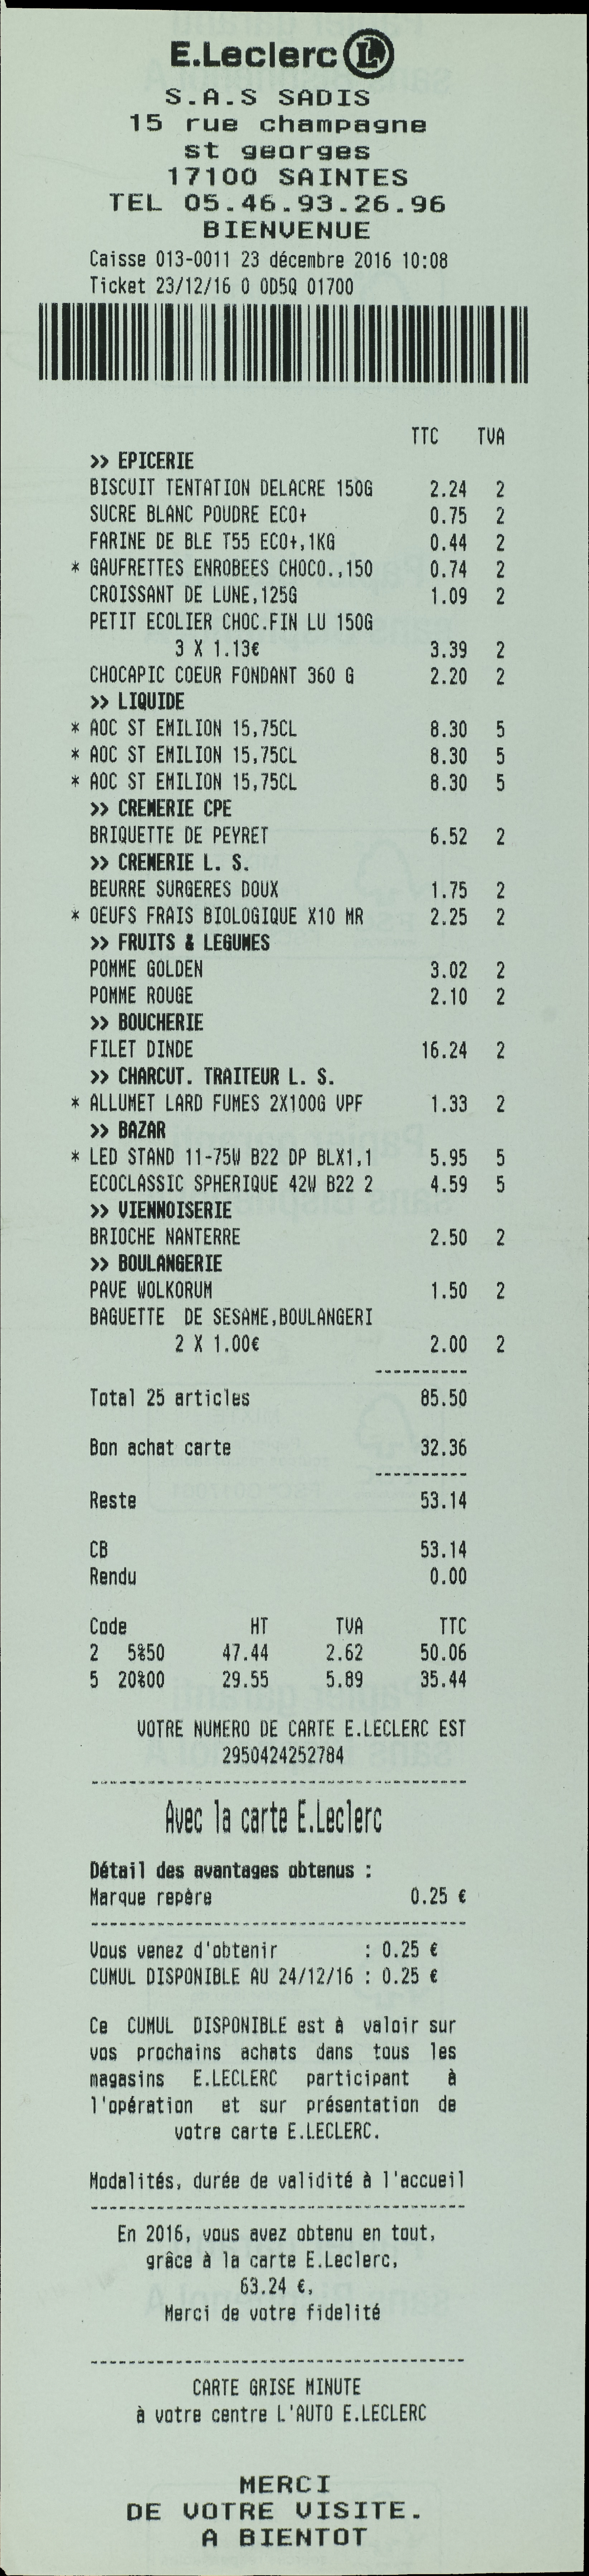 E.Leclerc L
S.A.S SADIS
15 rue champagne
st georges
17100 SAINTES
TEL 05.46.93.26.96
BIENVENUE
Caisse 013-0011 23 décembre 2016 10:08
Ticket 23/12/16 0 0D5Q 01700
TTC TVA
>> EPICERIE
BISCUIT TENTATION DELACRE 150G 2.24 2
SUCRE BLANC POUDRE ECO+ 0.75 2
FARINE DE BLE T55 ECO+,1KG 0.44 2
* GAUFRETTES ENROBEES CHOCO.,150 0.74 2
CROISSANT DE LUNE,125G 1.09 2
PETIT ECOLIER CHOC.FIN LU 150G
3 X 1.13€ 3.39 2
CHOCAPIC COEUR FONDANT 360 G 2.20 2
>> LIQUIDE
* AOC ST EMILION 15,75CL 8.30 5
* AOC ST EMILION 15,75CL 8.30 5
* AOC ST EMILION 15,75CL 8.30 5
>> CREMERIE CPE
BRIQUETTE DE PEYRET 6.52 2
>> CREMERIE L. S.
BEURRE SURGERES DOUX 1.75 2
* OEUFS FRAIS BIOLOGIQUE X10 MR 2.25 2
>> FRUITS & LEGUMES
POMME GOLDEN 3.02 2
POMME ROUGE 2.10 2
>> BOUCHERIE
FILET DINDE 16.24 2
>> CHARCUT. TRAITEUR L. S.
* ALLUMET LARD FUMES 2X100G VPF 1.33 2
>> BAZAR
* LED STAND 11-75W B22 DP BLX1,1 5.95 5
ECOCLASSIC SPHERIQUE 42W B22 2 4.59 5
>> VIENNOISERIE
BRIOCHE NANTERRE 2.50 2
>> BOULANGERIE
PAVE WOLKORUM 1.50 2
BAGUETTE DE SESAME,BOULANGERI
2 X 1.00€ 2.00 2
----------
Total 25 articles 85.50
Bon achat carte 32.36
----------
Reste 53.14
CB 53.14
Rendu 0.00
Code HT TVA TTC
2 5%50 47.44 2.62 50.06
5 20%00 29.55 5.89 35.44
VOTRE NUMERO DE CARTE E.LECLERC EST
2950424252784
----------------------------------------
Avec la carte E.Leclerc
Détail des avantages obtenus :
Marque repère 0.25 €
----------------------------------------
Vous venez d'obtenir : 0.25 €
CUMUL DISPONIBLE AU 24/12/16 : 0.25 €
Ce CUMUL DISPONIBLE est à valoir sur
vos prochains achats dans tous les
magasins E.LECLERC participant à
l'opération et sur présentation de
votre carte E.LECLERC.
Modalités, durée de validité à l'accueil
----------------------------------------
En 2016, vous avez obtenu en tout,
grâce à la carte E.Leclerc,
63.24 €,
Merci de votre fidelité
----------------------------------------
CARTE GRISE MINUTE
à votre centre L'AUTO E.LECLERC
MERCI
DE VOTRE VISITE.
A BIENTOT